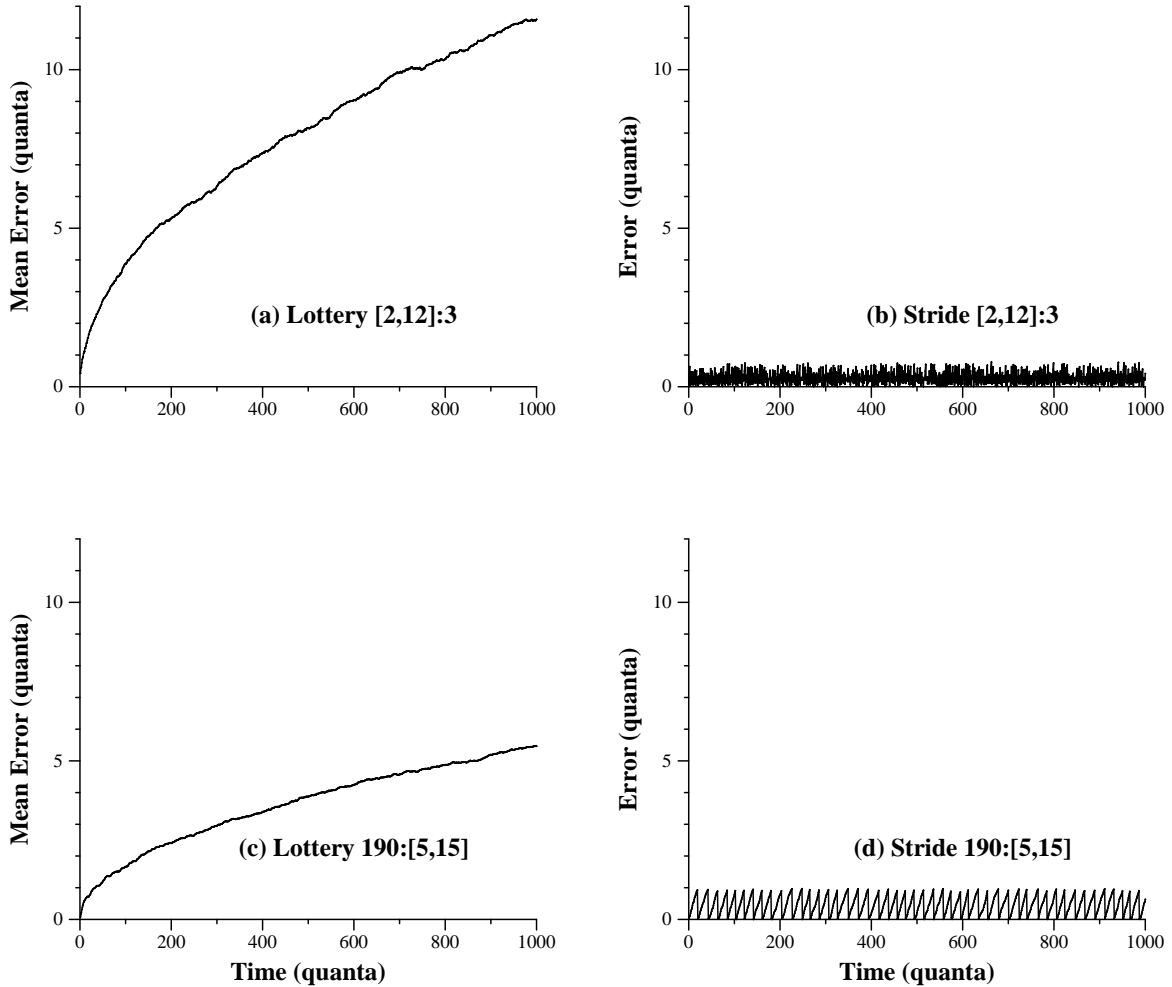 10
5
0
Mean Error (quanta)
(a) Lottery [2,12]:3
0 200 400 600 800 1000
10
5
0
Error (quanta)
(b) Stride [2,12]:3
0 200 400 600 800 1000
10
5
0
Mean Error (quanta)
(c) Lottery 190:[5,15]
0 200 400 600 800 1000
Time (quanta)
10
5
0
Error (quanta)
(d) Stride 190:[5,15]
0 200 400 600 800 1000
Time (quanta)